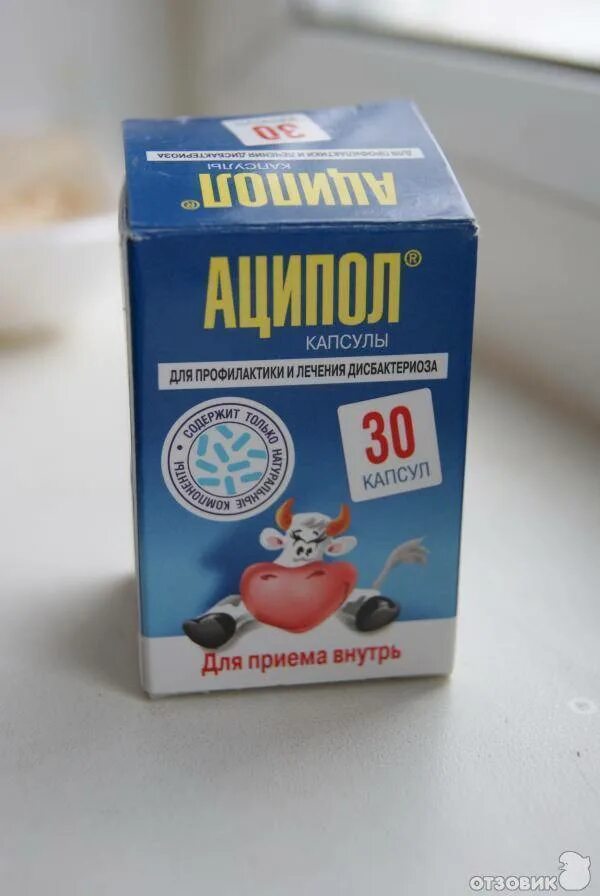 30
КАПСУЛ
ДЛЯ ПРОФИЛАКТИКИ И ЛЕЧЕНИЯ ДИСБАКТЕРИОЗА
КАПСУЛЫ
АЦИПОЛ®
АЦИПОЛ®
КАПСУЛЫ
ДЛЯ ПРОФИЛАКТИКИ И ЛЕЧЕНИЯ ДИСБАКТЕРИОЗА
• СОДЕРЖИТ ТОЛЬКО НАТУРАЛЬНЫЕ КОМПОНЕНТЫ
30
КАПСУЛ
Для приема внутрь
ОТЗОВИК